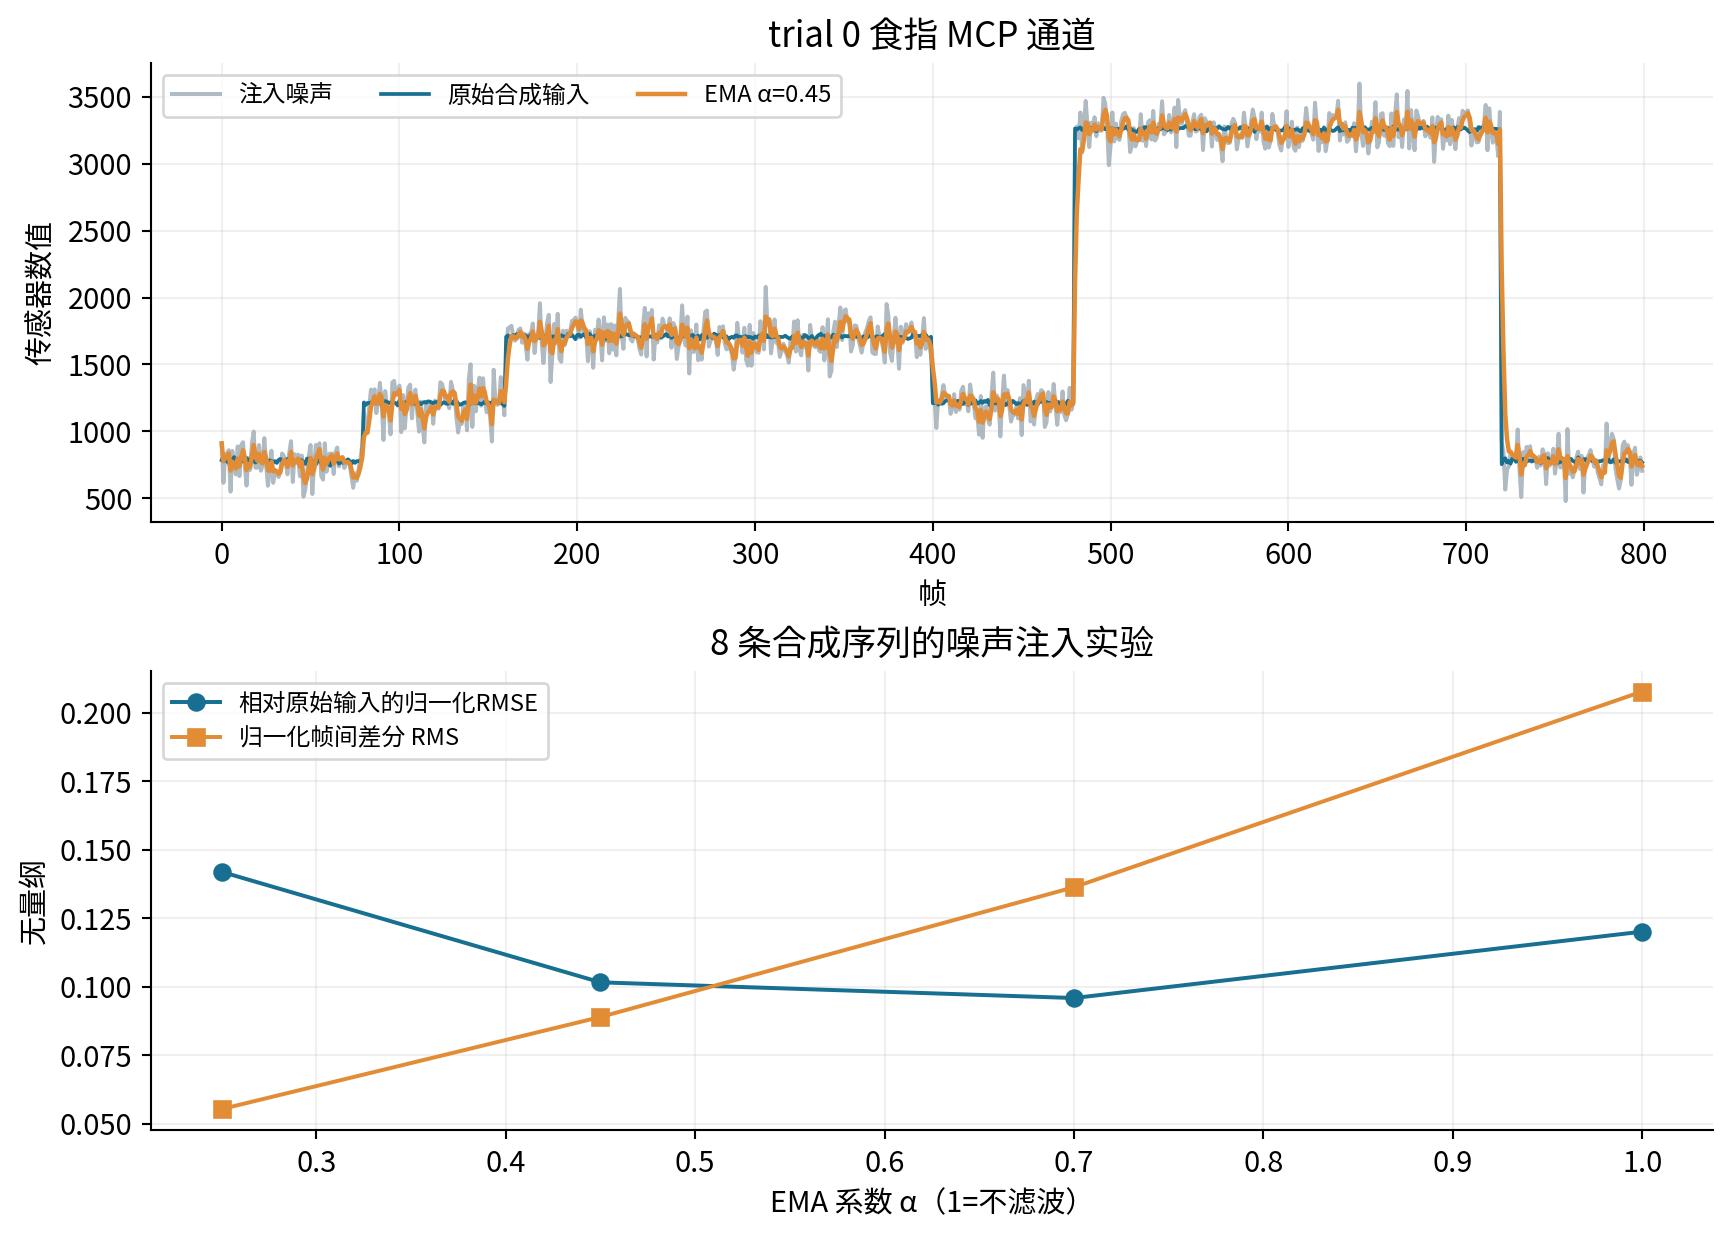 trial 0 食指 MCP 通道
注入噪声 原始合成输入 EMA α=0.45
传感器数值
3500
3000
2500
2000
1500
1000
500
0 100 200 300 400 500 600 700 800
帧
8 条合成序列的噪声注入实验
相对原始输入的归一化RMSE
归一化帧间差分 RMS
无量纲
0.200
0.175
0.150
0.125
0.100
0.075
0.050
0.3 0.4 0.5 0.6 0.7 0.8 0.9 1.0
EMA 系数 α（1=不滤波）